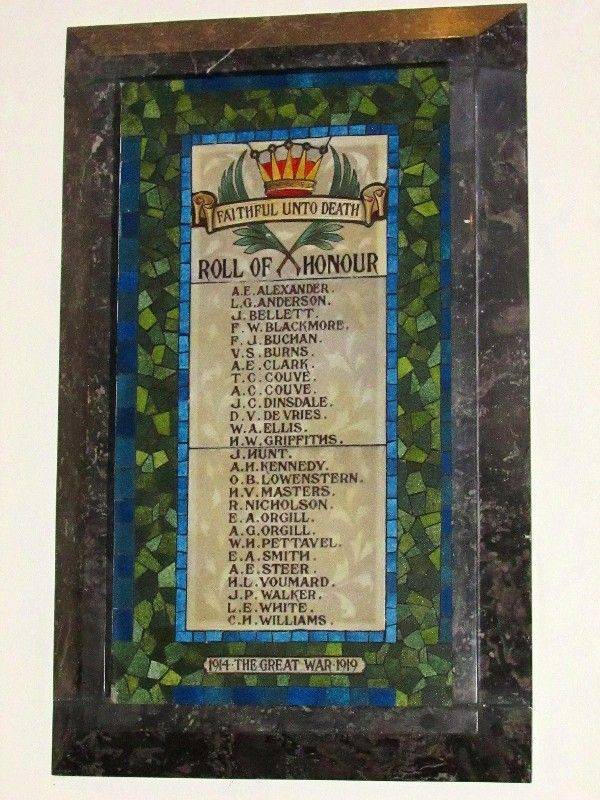 FAITHFUL UNTO DEATH
ROLL OF HONOUR
A.E.ALEXANDER.
L.G.ANDERSON.
J.BELLETT.
F.W.BLACKMORE.
F.J.BUCHAN.
V.S.BURNS.
A.E.CLARK.
T.C.COUVE.
A.C.COUVE.
J.C.DINSDALE.
D.V.DE VRIES.
W.A.ELLIS.
H.W.GRIFFITHS.
J.HUNT.
A.H.KENNEDY.
O.B.LOWENSTERN.
H.V.MASTERS.
R.NICHOLSON.
E.A.ORGILL.
A.G.ORGILL.
W.H.PETTAVEL.
E.A.SMITH.
A.E.STEER.
H.L.VOUMARD.
J.P.WALKER.
L.E.WHITE.
C.H.WILLIAMS.
1914·THE GREAT WAR·1919